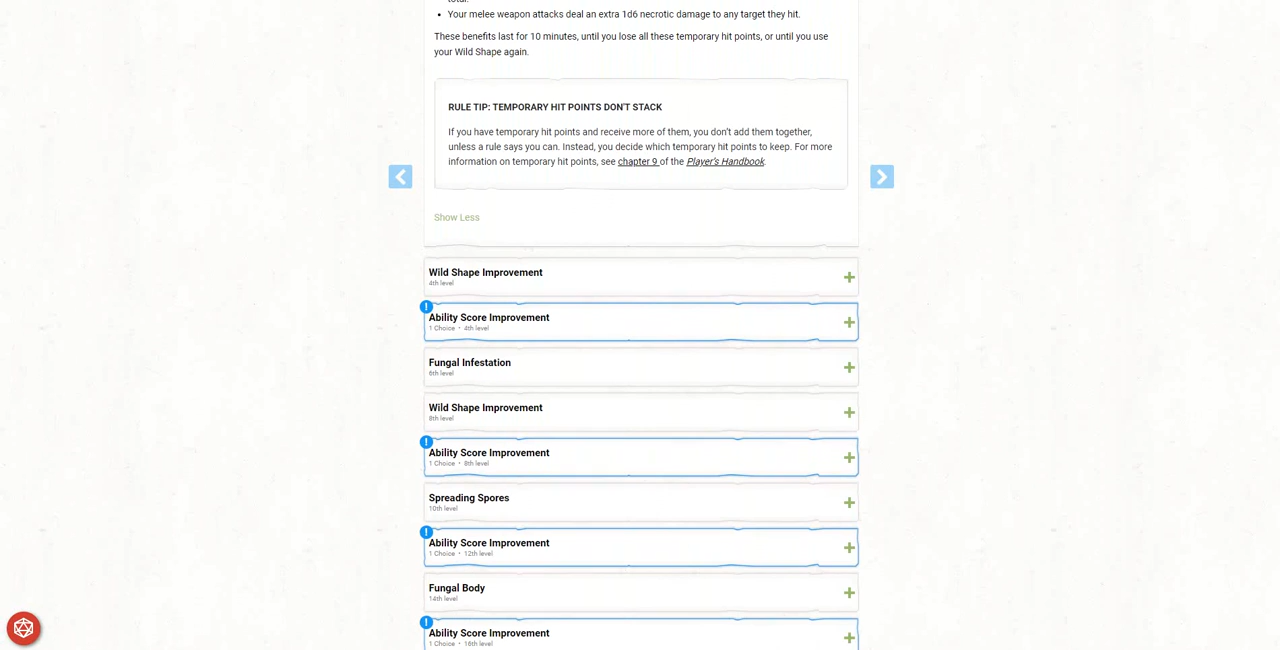 total.
• Your melee weapon attacks deal an extra 1d6 necrotic damage to any target they hit.
These benefits last for 10 minutes, until you lose all these temporary hit points, or until you use
your Wild Shape again.
RULE TIP: TEMPORARY HIT POINTS DON'T STACK
If you have temporary hit points and receive more of them, you don't add them together,
unless a rule says you can. Instead, you decide which temporary hit points to keep. For more
information on temporary hit points, see chapter 9 of the Player's Handbook.
Show Less
Wild Shape Improvement
4th level
!
Ability Score Improvement
1 Choice • 4th level
Fungal Infestation
6th level
Wild Shape Improvement
8th level
!
Ability Score Improvement
1 Choice • 8th level
Spreading Spores
10th level
!
Ability Score Improvement
1 Choice • 12th level
Fungal Body
14th level
!
Ability Score Improvement
1 Choice • 16th level